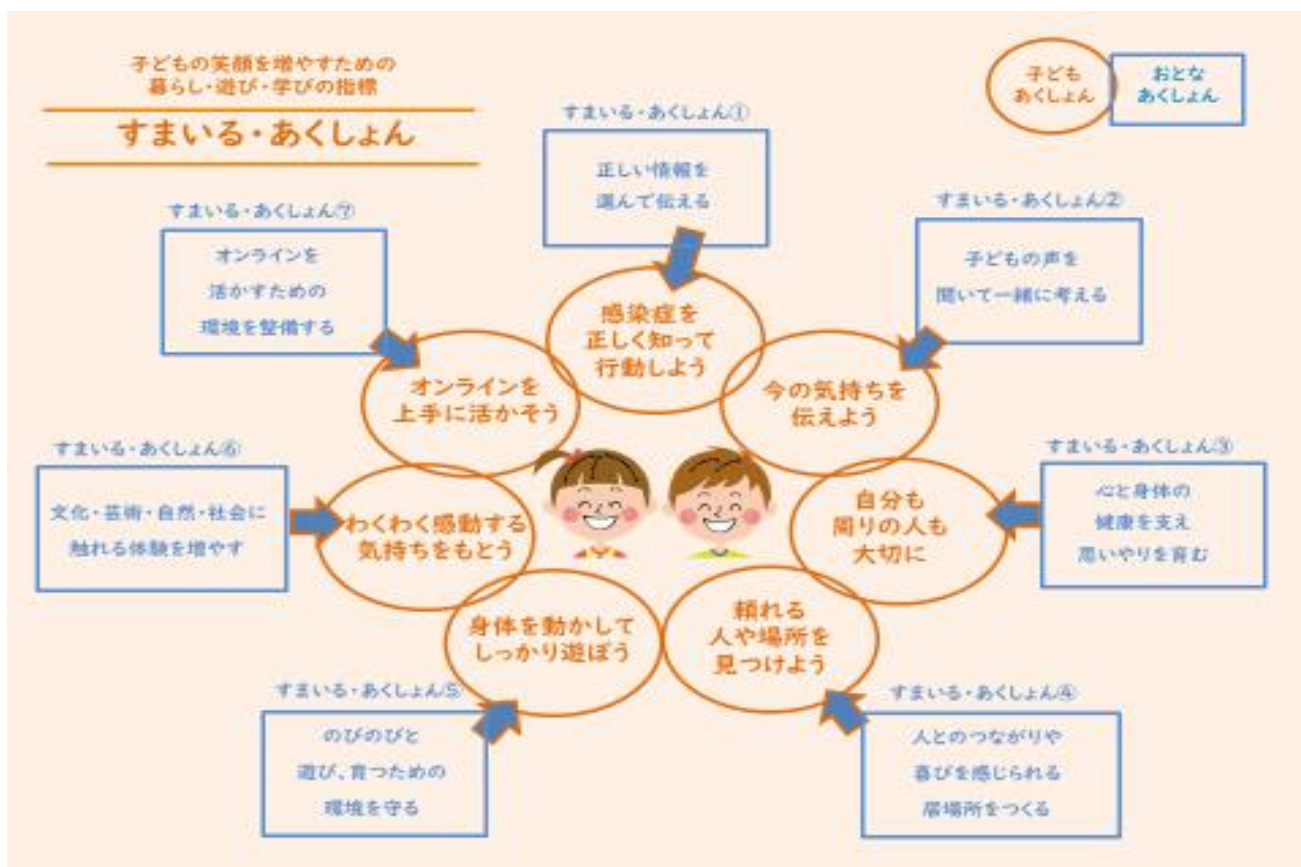 子どもの笑顔を増やすための
暮らし・遊び・学びの指標
すまいる・あくしょん
子ども
あくしょん
おとな
あくしょん
すまいる・あくしょん①
正しい情報を
選んで伝える
感染症を
正しく知って
行動しよう
すまいる・あくしょん②
子どもの声を
聞いて一緒に考える
今の気持ちを
伝えよう
すまいる・あくしょん③
心と身体の
健康を支え
思いやりを育む
自分も
周りの人も
大切に
すまいる・あくしょん④
人とのつながりや
喜びを感じられる
居場所をつくる
頼れる
人や場所を
見つけよう
すまいる・あくしょん⑤
のびのびと
遊び、育つための
環境を守る
身体を動かして
しっかり遊ぼう
すまいる・あくしょん⑥
文化・芸術・自然・社会に
触れる体験を増やす
わくわく感動する
気持ちをもとう
すまいる・あくしょん⑦
オンラインを
活かすための
環境を整備する
オンラインを
上手に活かそう